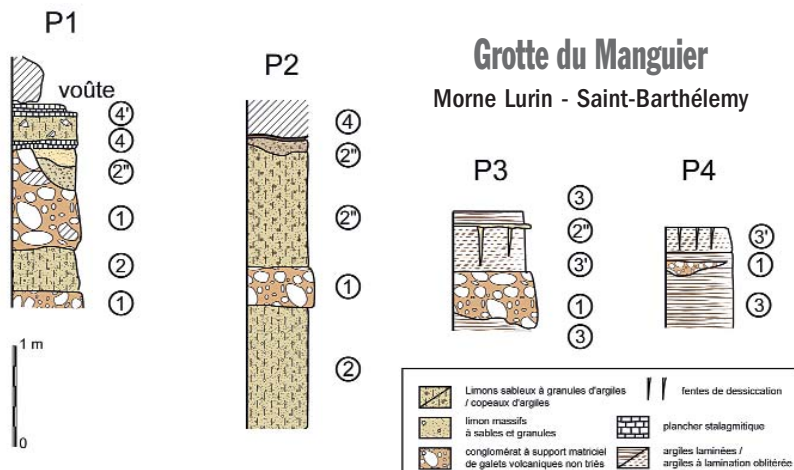 P1
P2
Grotte du Manguier
Morne Lurin - Saint-Barthélemy
P3
P4
voûte
4'
4
2"
1
2
1
4
2"
2"
1
2
3
2"
3'
1
3
3'
1
3
1 m
0
Limons sableux à granules d'argiles
/ copeaux d'argiles
limon massifs
à sables et granules
conglomérat à support matriciel
de galets volcaniques non triés
fentes de dessiccation
plancher stalagmitique
argiles laminées /
argiles à lamination oblitérée